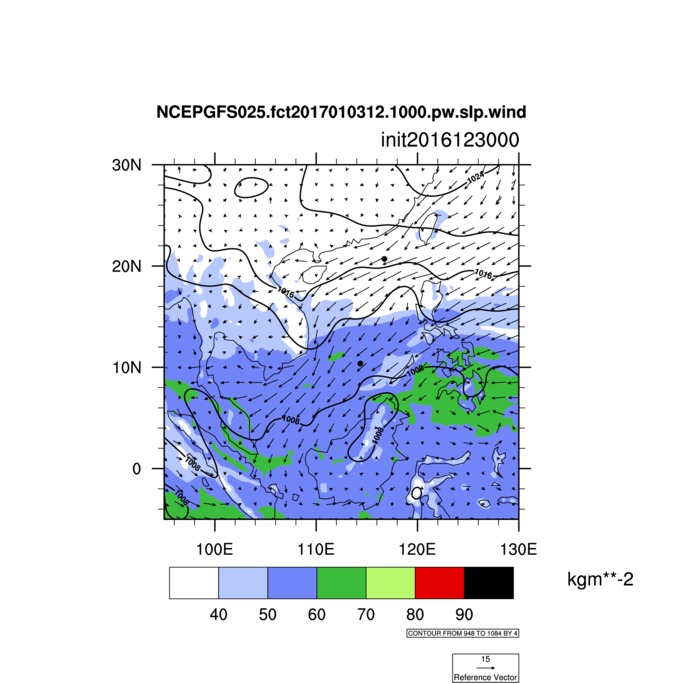 NCEPGFS025.fct2017010312.1000.pw.slp.wind
init2016123000
30N
20N
10N
0
1024
1016
1016
1008
1008
1008
1008
1008
100E
110E
120E
130E
kgm**-2
40
50
60
70
80
90
CONTOUR FROM 948 TO 1084 BY 4
15
Reference Vector